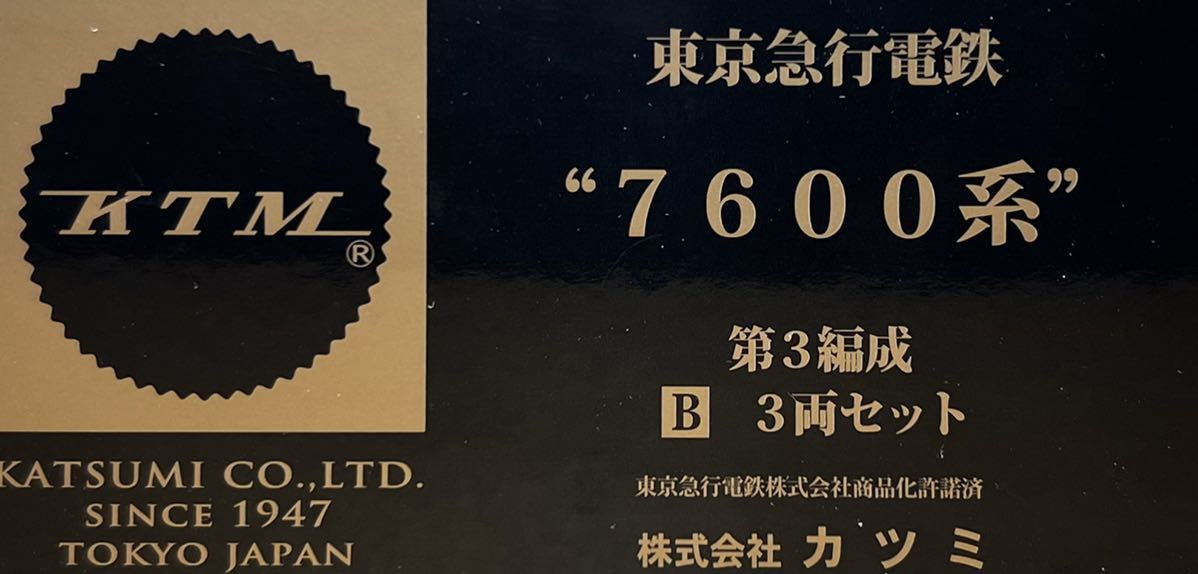 KTM®
KATSUMI CO.,LTD.
SINCE 1947
TOKYO JAPAN
東京急行電鉄
“７６００系”
第３編成
B ３両セット
東京急行電鉄株式会社商品化許諾済
株式会社 カツミ